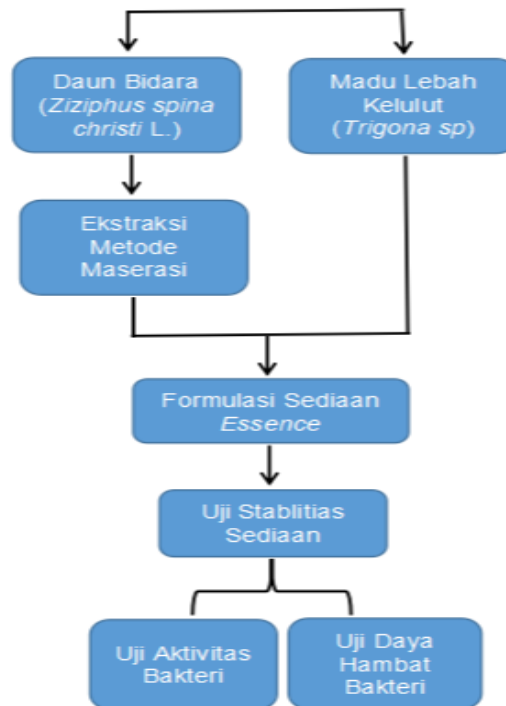 Daun Bidara
(Ziziphus spina
christi L.)
Madu Lebah
Kelulut
(Trigona sp)
Ekstraksi
Metode
Maserasi
Formulasi Sediaan
Essence
Uji Stablitias
Sediaan
Uji Aktivitas
Bakteri
Uji Daya
Hambat
Bakteri